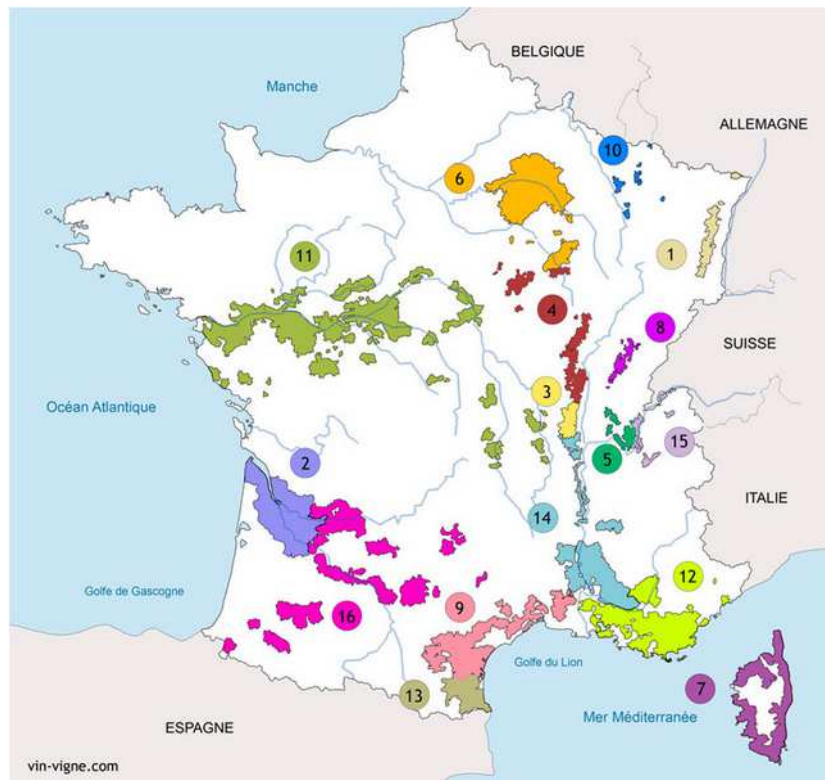 BELGIQUE
Manche
ALLEMAGNE
10
6
11
1
4
8
SUISSE
3
Océan Atlantique
15
2
5
ITALIE
14
12
Golfe de Gascogne
9
16
Golfe du Lion
13
7
Mer Méditerranée
ESPAGNE
vin-vigne.com